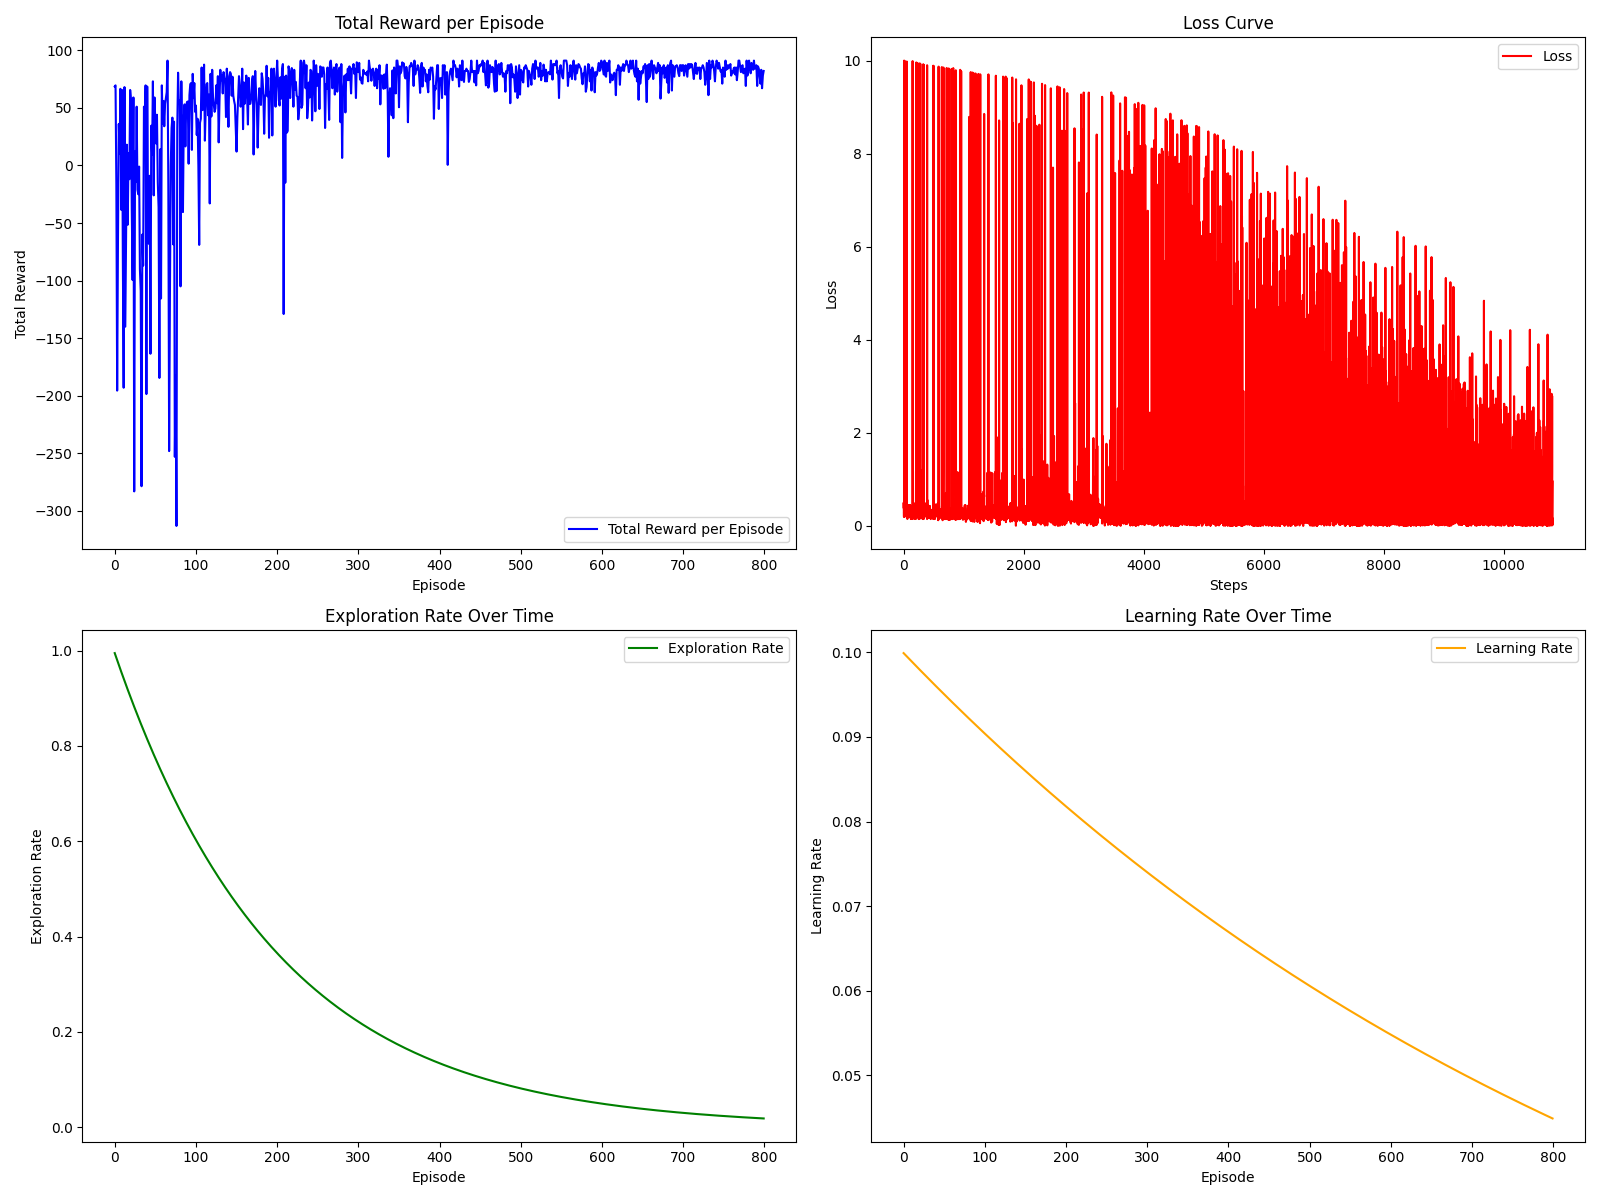 Total Reward per Episode
100
50
0
−50
−100
−150
−200
−250
−300
Total Reward
Total Reward per Episode
0 100 200 300 400 500 600 700 800
Episode
Loss Curve
Loss
10
8
6
4
2
0
Loss
0 2000 4000 6000 8000 10000
Steps
Exploration Rate Over Time
Exploration Rate
1.0
0.8
0.6
0.4
0.2
0.0
Exploration Rate
0 100 200 300 400 500 600 700 800
Episode
Learning Rate Over Time
Learning Rate
0.10
0.09
0.08
0.07
0.06
0.05
Learning Rate
0 100 200 300 400 500 600 700 800
Episode